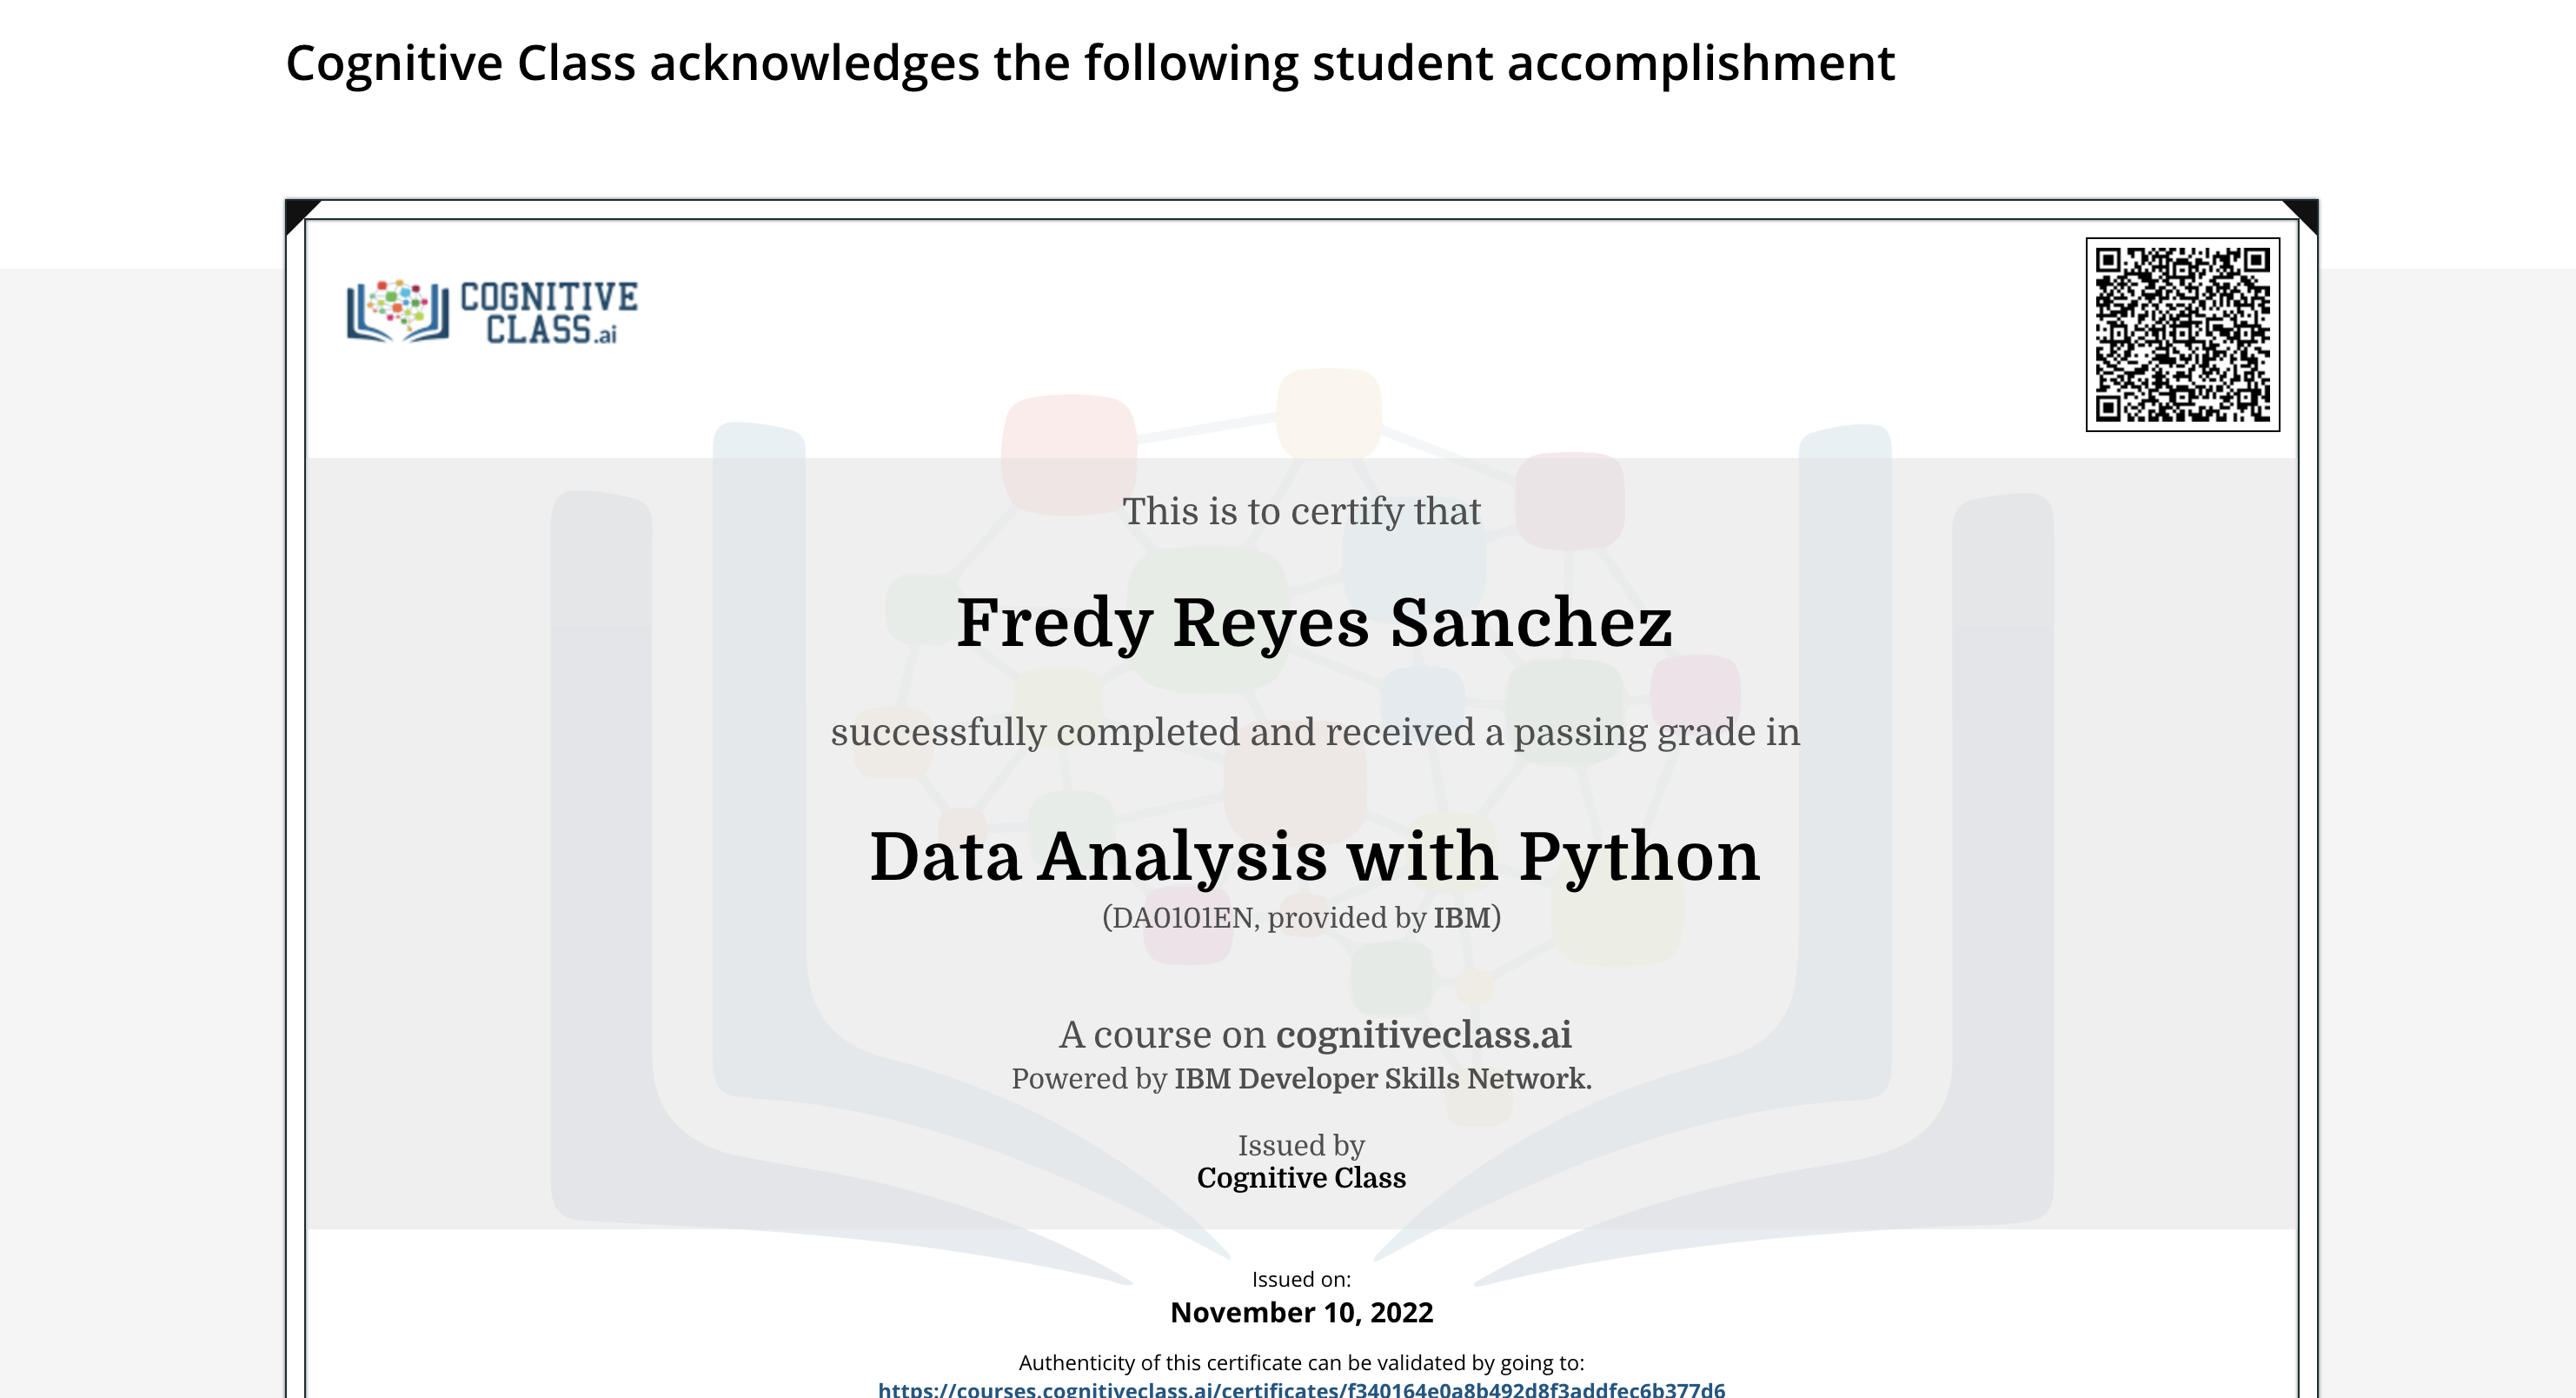 Cognitive Class acknowledges the following student accomplishment
COGNITIVE
CLASS.ai
This is to certify that
Fredy Reyes Sanchez
successfully completed and received a passing grade in
Data Analysis with Python
(DA0101EN, provided by IBM)
A course on cognitiveclass.ai
Powered by IBM Developer Skills Network.
Issued by
Cognitive Class
Issued on:
November 10, 2022
Authenticity of this certificate can be validated by going to:
https://courses.cognitiveclass.ai/certificates/f340164e0a8b492d8f3addfec6b377d6